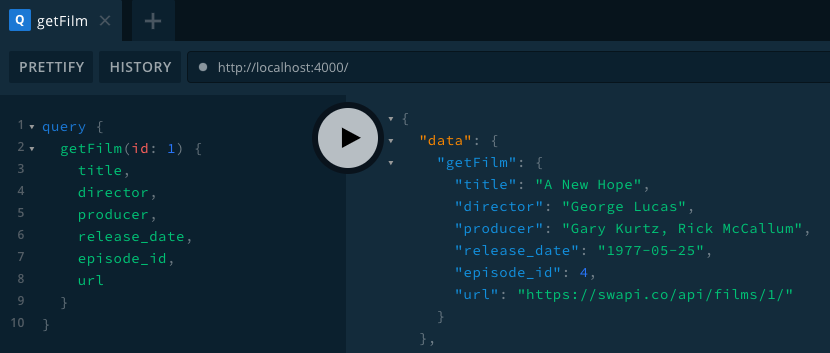 Q getFilm
PRETTIFY HISTORY http://localhost:4000/
1 query {
2 getFilm(id: 1) {
3 title,
4 director,
5 producer,
6 release_date,
7 episode_id,
8 url
9 }
10 }
{
"data": {
"getFilm": {
"title": "A New Hope",
"director": "George Lucas",
"producer": "Gary Kurtz, Rick McCallum",
"release_date": "1977-05-25",
"episode_id": 4,
"url": "https://swapi.co/api/films/1/"
}
},